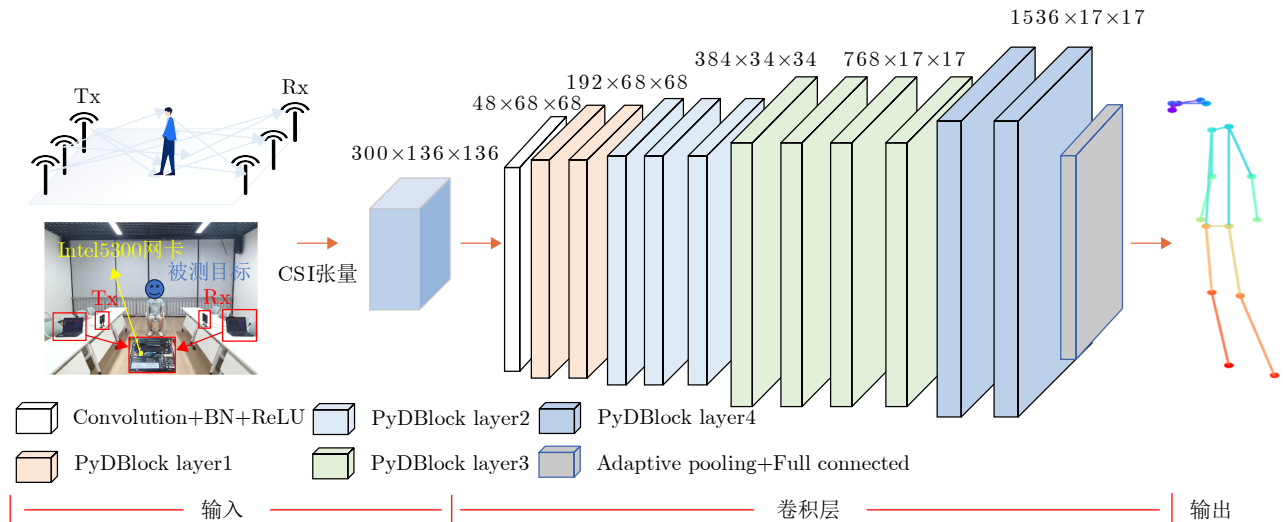 1536×17×17
384×34×34
768×17×17
192×68×68
48×68×68
300×136×136
Tx
Rx
Intel5300网卡
被测目标
Tx
Rx
CSI张量
Convolution+BN+ReLU
PyDBlock layer2
PyDBlock layer4
PyDBlock layer1
PyDBlock layer3
Adaptive pooling+Full connected
输入
卷积层
输出